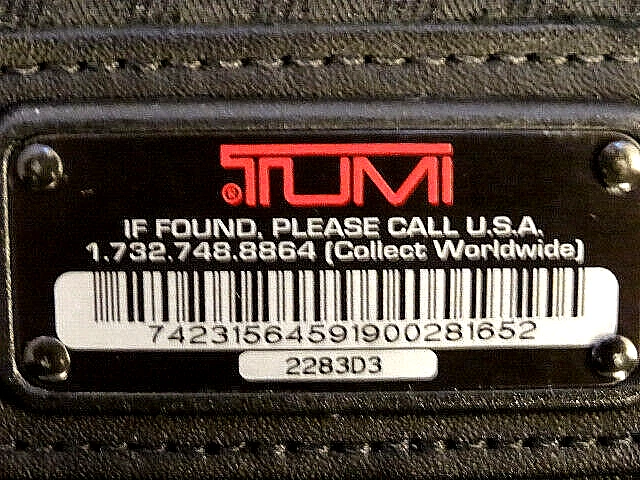 TUMI®
IF FOUND, PLEASE CALL U.S.A.
1.732.748.8864 (Collect Worldwide)
74231564591900281652
2283D3